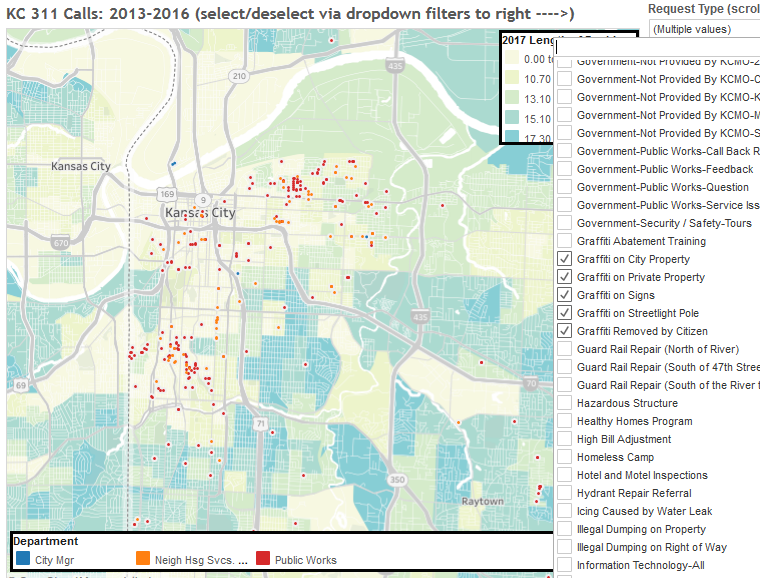 KC 311 Calls: 2013-2016 (select/deselect via dropdown filters to right ---->)
Request Type (scrol
(Multiple values)
2017 Length of
0.00 to
10.70
13.10
15.10
17.30
435
210
Kansas City
169
9
Kansas City
670
435
69
70
71
350
Raytown
Government-Not Provided By KCMO-2
Government-Not Provided By KCMO-C
Government-Not Provided By KCMO-K
Government-Not Provided By KCMO-M
Government-Not Provided By KCMO-S
Government-Public Works-Call Back R
Government-Public Works-Feedback
Government-Public Works-Question
Government-Public Works-Service Iss
Government-Security / Safety-Tours
Graffiti Abatement Training
Graffiti on City Property
Graffiti on Private Property
Graffiti on Signs
Graffiti on Streetlight Pole
Graffiti Removed by Citizen
Guard Rail Repair (North of River)
Guard Rail Repair (South of 47th Stree
Guard Rail Repair (South of the River t
Hazardous Structure
Healthy Homes Program
High Bill Adjustment
Homeless Camp
Hotel and Motel Inspections
Hydrant Repair Referral
Icing Caused by Water Leak
Illegal Dumping on Property
Illegal Dumping on Right of Way
Information Technology-All
Department
City Mgr
Neigh Hsg Svcs. ...
Public Works